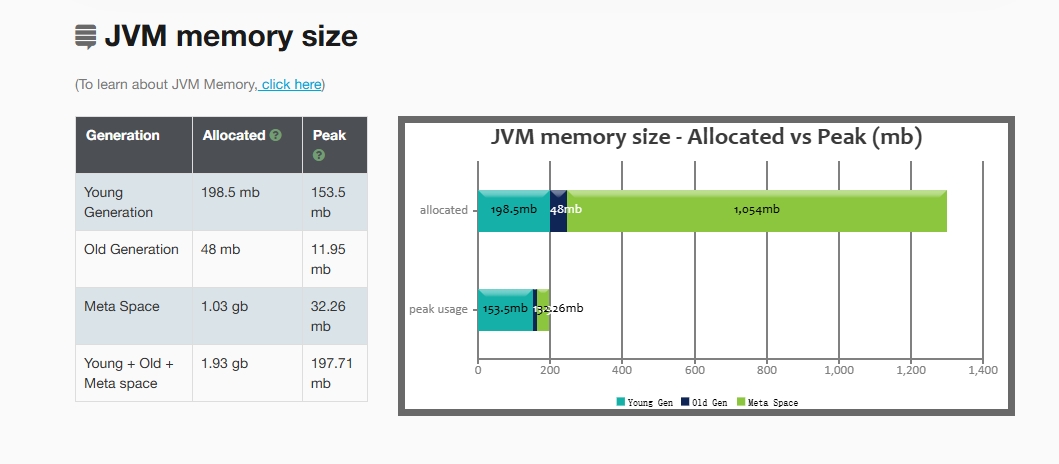 JVM memory size
(To learn about JVM Memory, click here)
Generation
Allocated ?
Peak
?
Young
Generation
198.5 mb
153.5
mb
Old Generation
48 mb
11.95
mb
Meta Space
1.03 gb
32.26
mb
Young + Old +
Meta space
1.93 gb
197.71
mb
JVM memory size - Allocated vs Peak (mb)
allocated
198.5mb
48mb
1,054mb
peak usage
153.5mb
32.26mb
0 200 400 600 800 1,000 1,200 1,400
Young Gen Old Gen Meta Space